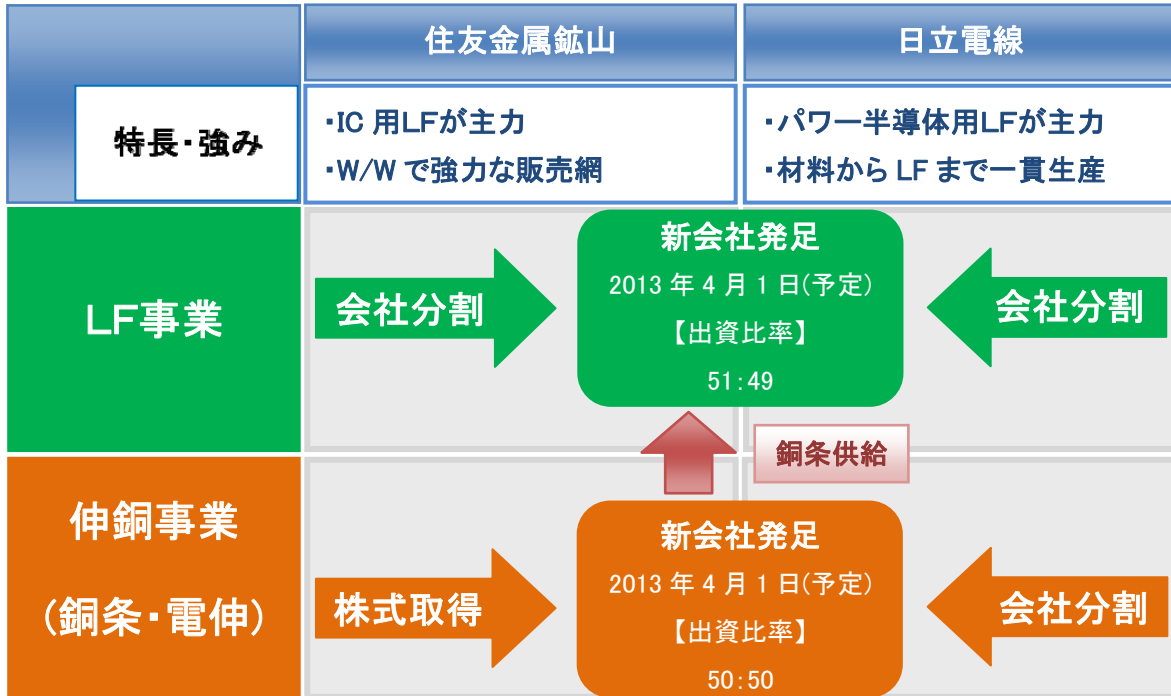 住友金属鉱山
日立電線
特長・強み
・IC 用LFが主力
・W/W で強力な販売網
・パワー半導体用LFが主力
・材料から LF まで一貫生産
LF事業
会社分割
新会社発足
2013 年 4 月 1 日(予定)
【出資比率】
51:49
会社分割
銅条供給
伸銅事業
(銅条・電伸)
株式取得
新会社発足
2013 年 4 月 1 日(予定)
【出資比率】
50:50
会社分割